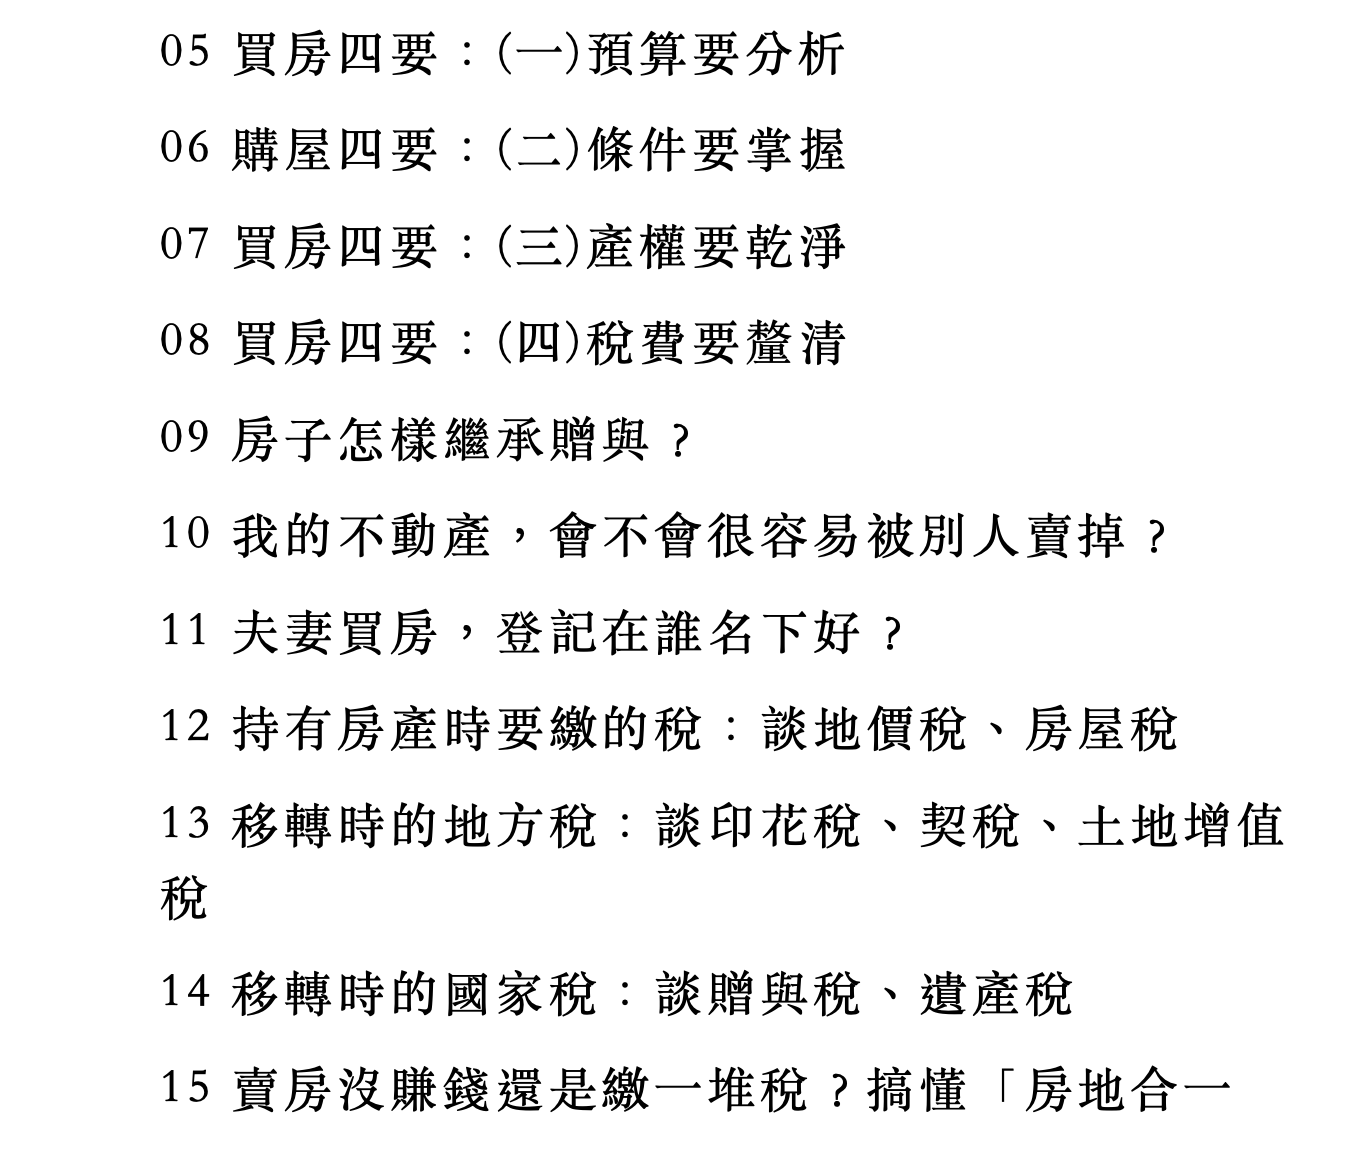 05 買房四要：(一)預算要分析
06 購屋四要：(二)條件要掌握
07 買房四要：(三)產權要乾淨
08 買房四要：(四)稅費要釐清
09 房子怎樣繼承贈與？
10 我的不動產，會不會很容易被別人賣掉？
11 夫妻買房，登記在誰名下好？
12 持有房產時要繳的稅：談地價稅、房屋稅
13 移轉時的地方稅：談印花稅、契稅、土地增值
稅
14 移轉時的國家稅：談贈與稅、遺產稅
15 賣房沒賺錢還是繳一堆稅？搞懂「房地合一